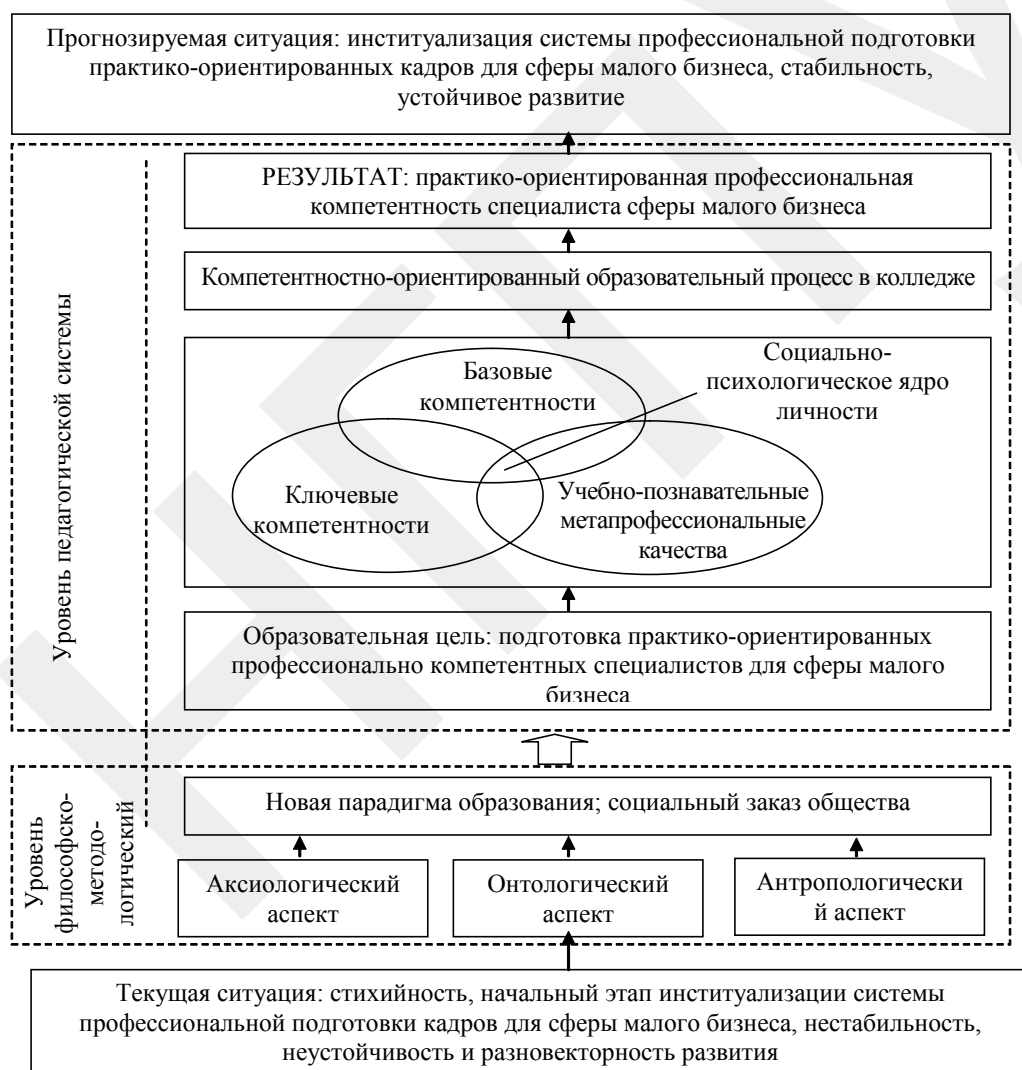 Прогнозируемая ситуация: институализация системы профессиональной подготовки
практико-ориентированных кадров для сферы малого бизнеса, стабильность,
устойчивое развитие
Уровень педагогической системы
РЕЗУЛЬТАТ: практико-ориентированная профессиональная
компетентность специалиста сферы малого бизнеса
Компетентностно-ориентированный образовательный процесс в колледже
Базовые
компетентности
Социально-
психологическое ядро
личности
Ключевые
компетентности
Учебно-познавательные
метапрофессиональные
качества
Образовательная цель: подготовка практико-ориентированных
профессионально компетентных специалистов для сферы малого
бизнеса
Уровень
философско-
методо-
логический
Новая парадигма образования; социальный заказ общества
Аксиологический
аспект
Онтологический
аспект
Антропологически
й аспект
Текущая ситуация: стихийность, начальный этап институализации системы
профессиональной подготовки кадров для сферы малого бизнеса, нестабильность,
неустойчивость и разновекторность развития